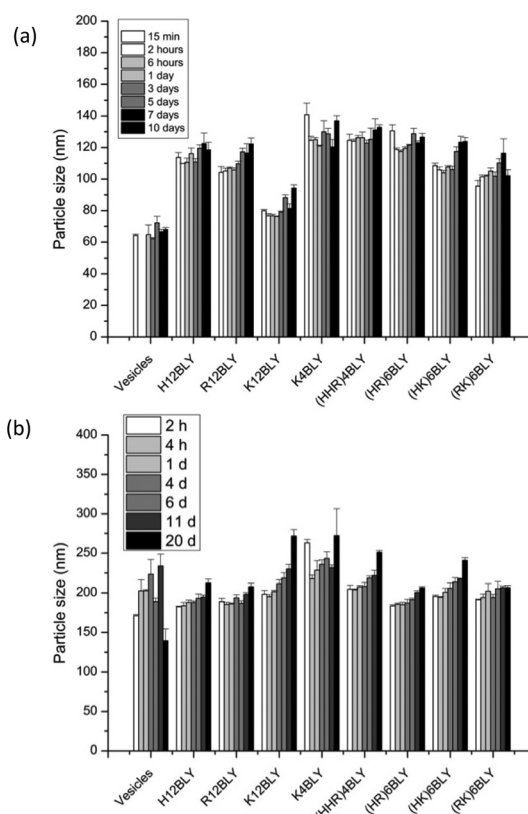 (a)
Particle size (nm)
200
180
160
140
120
100
80
60
40
20
0
15 min
2 hours
6 hours
1 day
3 days
5 days
7 days
10 days
Vesicles
H12BLY
R12BLY
K12BLY
K4BLY
(HHR)4BLY
(HR)6BLY
(HK)6BLY
(RK)6BLY
(b)
Particle size (nm)
400
350
300
250
200
150
100
50
0
2 h
4 h
1 d
4 d
6 d
11 d
20 d
Vesicles
H12BLY
R12BLY
K12BLY
K4BLY
(HHR)4BLY
(HR)6BLY
(HK)6BLY
(RK)6BLY